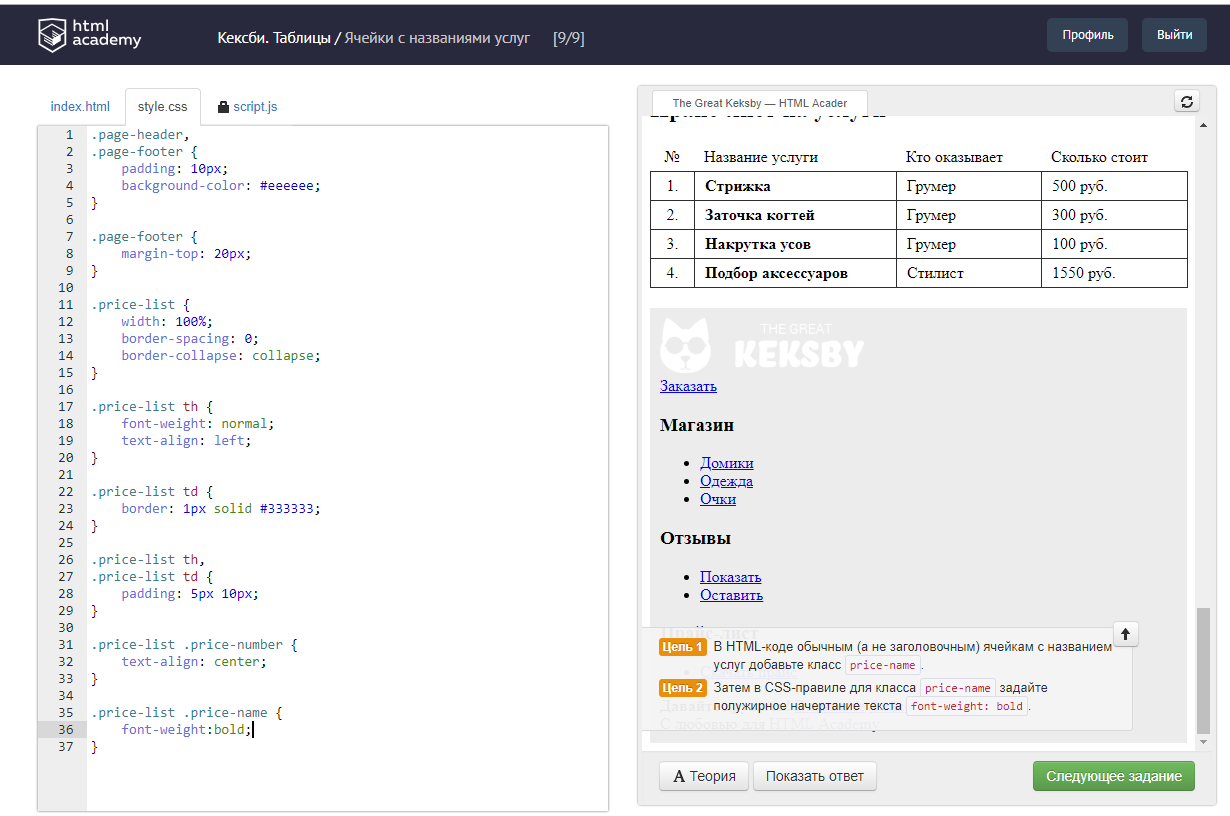 html
academy
Кексби. Таблицы / Ячейки с названиями услуг [9/9]
Профиль
Выйти
index.html
style.css
script.js
1 .page-header,
2 .page-footer {
3 padding: 10px;
4 background-color: #eeeeee;
5 }
6
7 .page-footer {
8 margin-top: 20px;
9 }
10
11 .price-list {
12 width: 100%;
13 border-spacing: 0;
14 border-collapse: collapse;
15 }
16
17 .price-list th {
18 font-weight: normal;
19 text-align: left;
20 }
21
22 .price-list td {
23 border: 1px solid #333333;
24 }
25
26 .price-list th,
27 .price-list td {
28 padding: 5px 10px;
29 }
30
31 .price-list .price-number {
32 text-align: center;
33 }
34
35 .price-list .price-name {
36 font-weight:bold;
37 }
The Great Keksby — HTML Acader
№ Название услуги Кто оказывает Сколько стоит
1. Стрижка Грумер 500 руб.
2. Заточка когтей Грумер 300 руб.
3. Накрутка усов Грумер 100 руб.
4. Подбор аксессуаров Стилист 1550 руб.
THE GREAT
KEKSBY
Заказать
Магазин
Домики
Одежда
Очки
Отзывы
Показать
Оставить
Цель 1 В HTML-коде обычным (а не заголовочным) ячейкам с названием
услуг добавьте класс price-name .
Цель 2 Затем в CSS-правиле для класса price-name задайте
полужирное начертание текста font-weight: bold .
С любовью для HTML Academy
А Теория
Показать ответ
Следующее задание